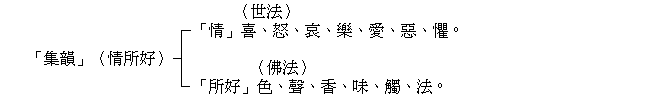 （世法）
「情」喜、怒、哀、樂、愛、惡、懼。
「集韻」（情所好）
（佛法）
「所好」色、聲、香、味、觸、法。